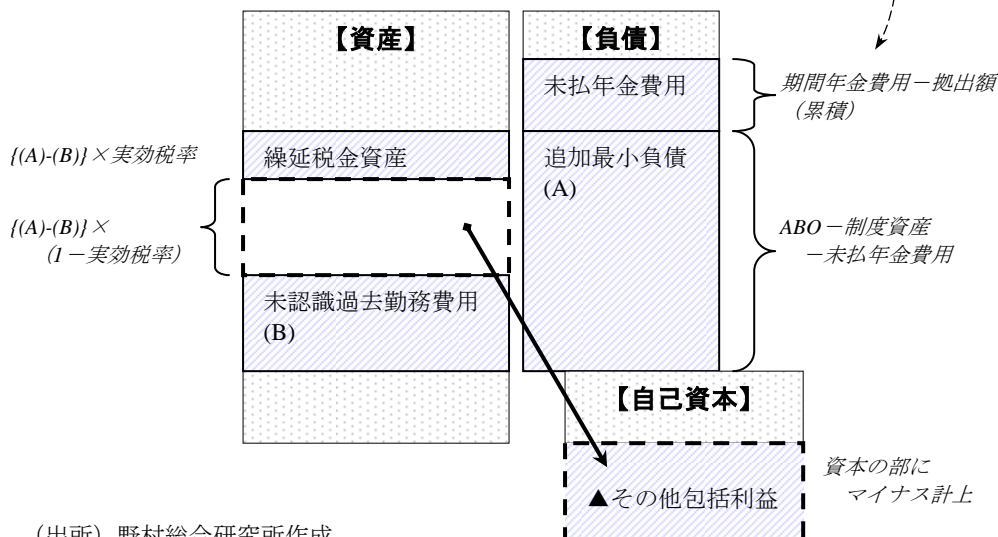 【資産】
【負債】
未払年金費用
期間年金費用－拠出額
（累積）
{(A)-(B)}×実効税率
繰延税金資産
追加最小負債
(A)
{(A)-(B)}×
（1－実効税率）
ABO－制度資産
－未払年金費用
未認識過去勤務費用
(B)
【自己資本】
資本の部に
マイナス計上
▲その他包括利益
（出所）野村総合研究所作成